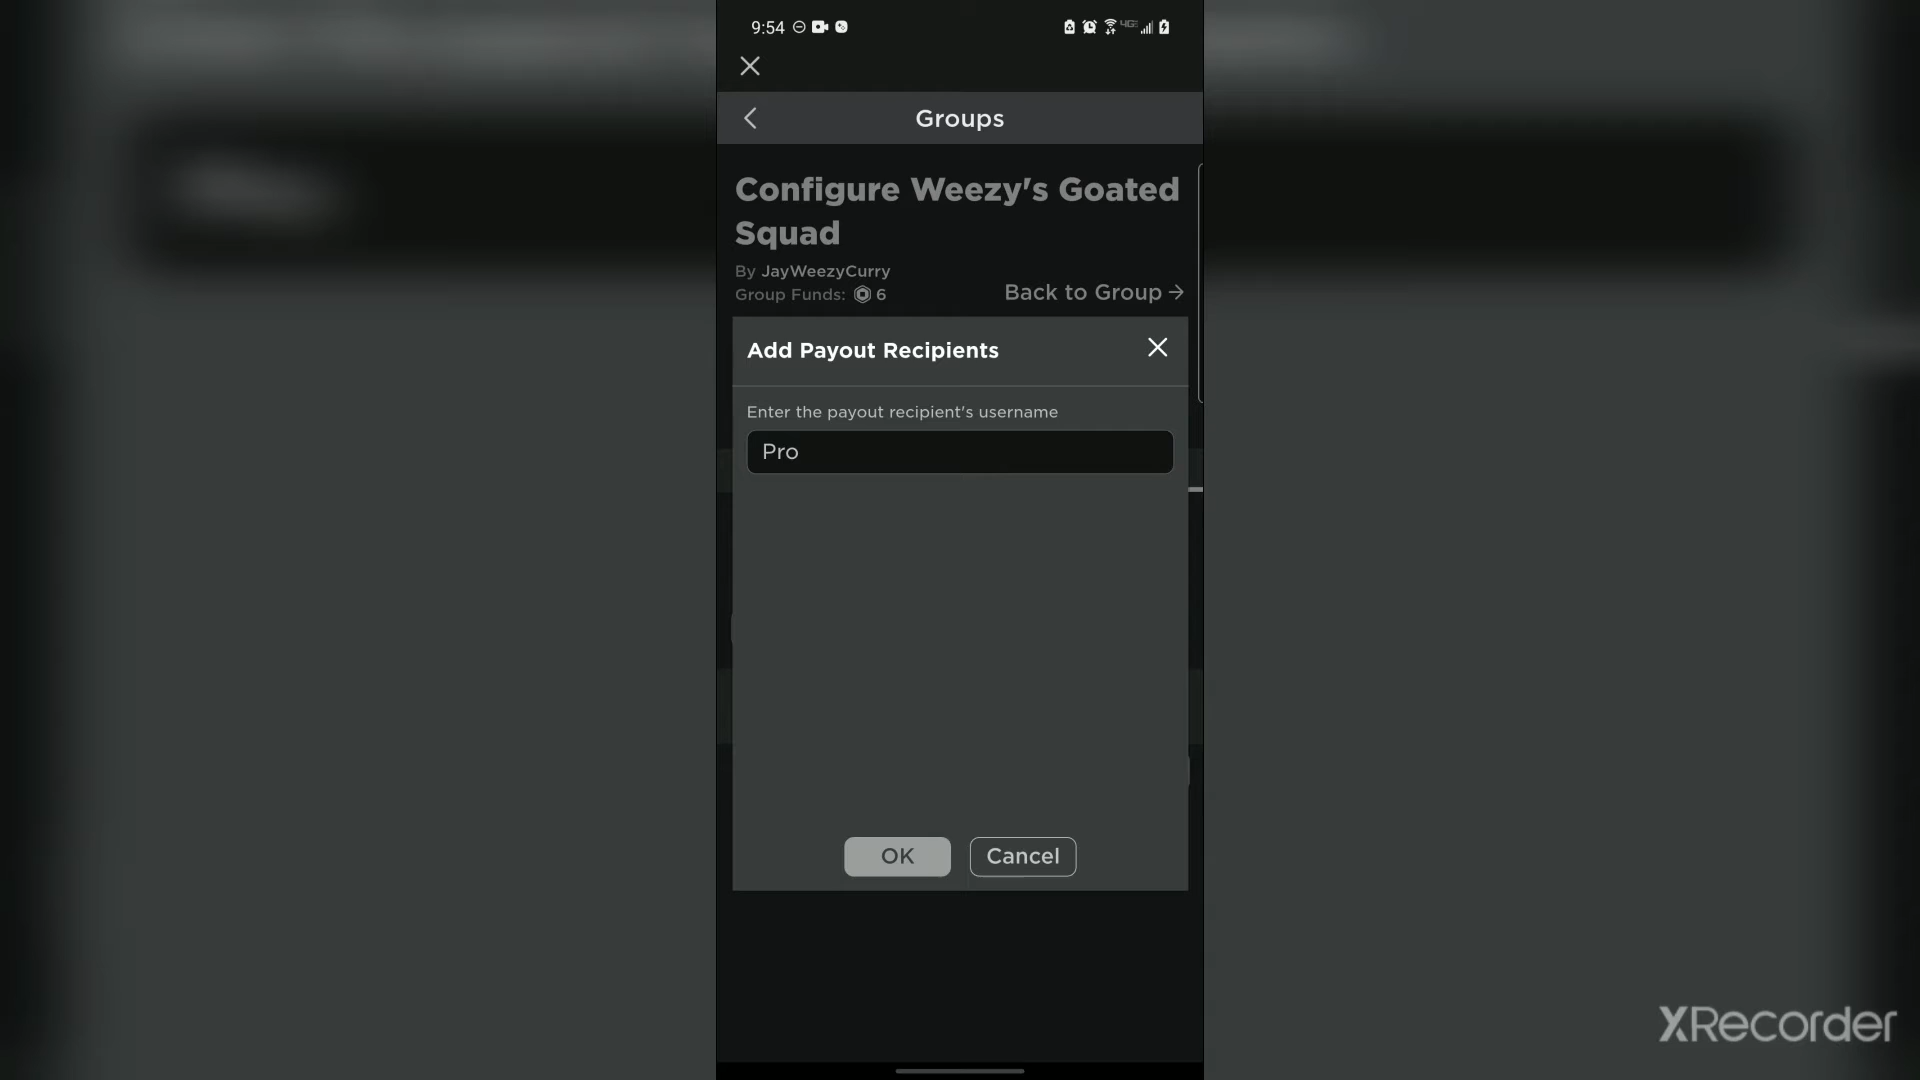 9:54
4G
Groups
Configure Weezy's Goated
Squad
By JayWeezyCurry
Group Funds: 6
Back to Group →
Add Payout Recipients
Enter the payout recipient's username
Pro
OK
Cancel
XRecorder